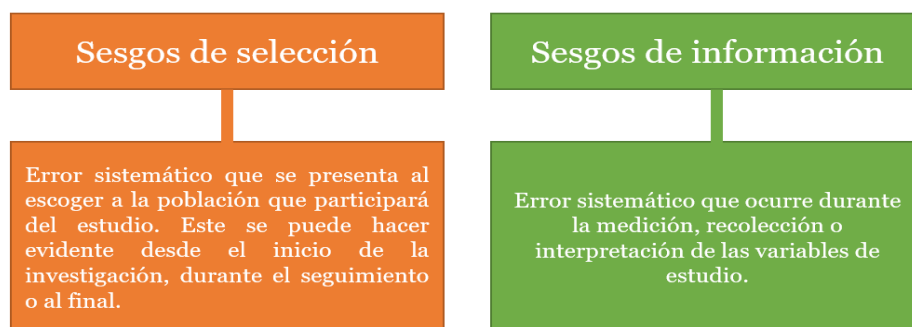 Sesgos de selección
Error sistemático que se presenta al
escoger a la población que participará
del estudio. Este se puede hacer
evidente desde el inicio de la
investigación, durante el seguimiento
o al final.
Sesgos de información
Error sistemático que ocurre durante
la medición, recolección o
interpretación de las variables de
estudio.